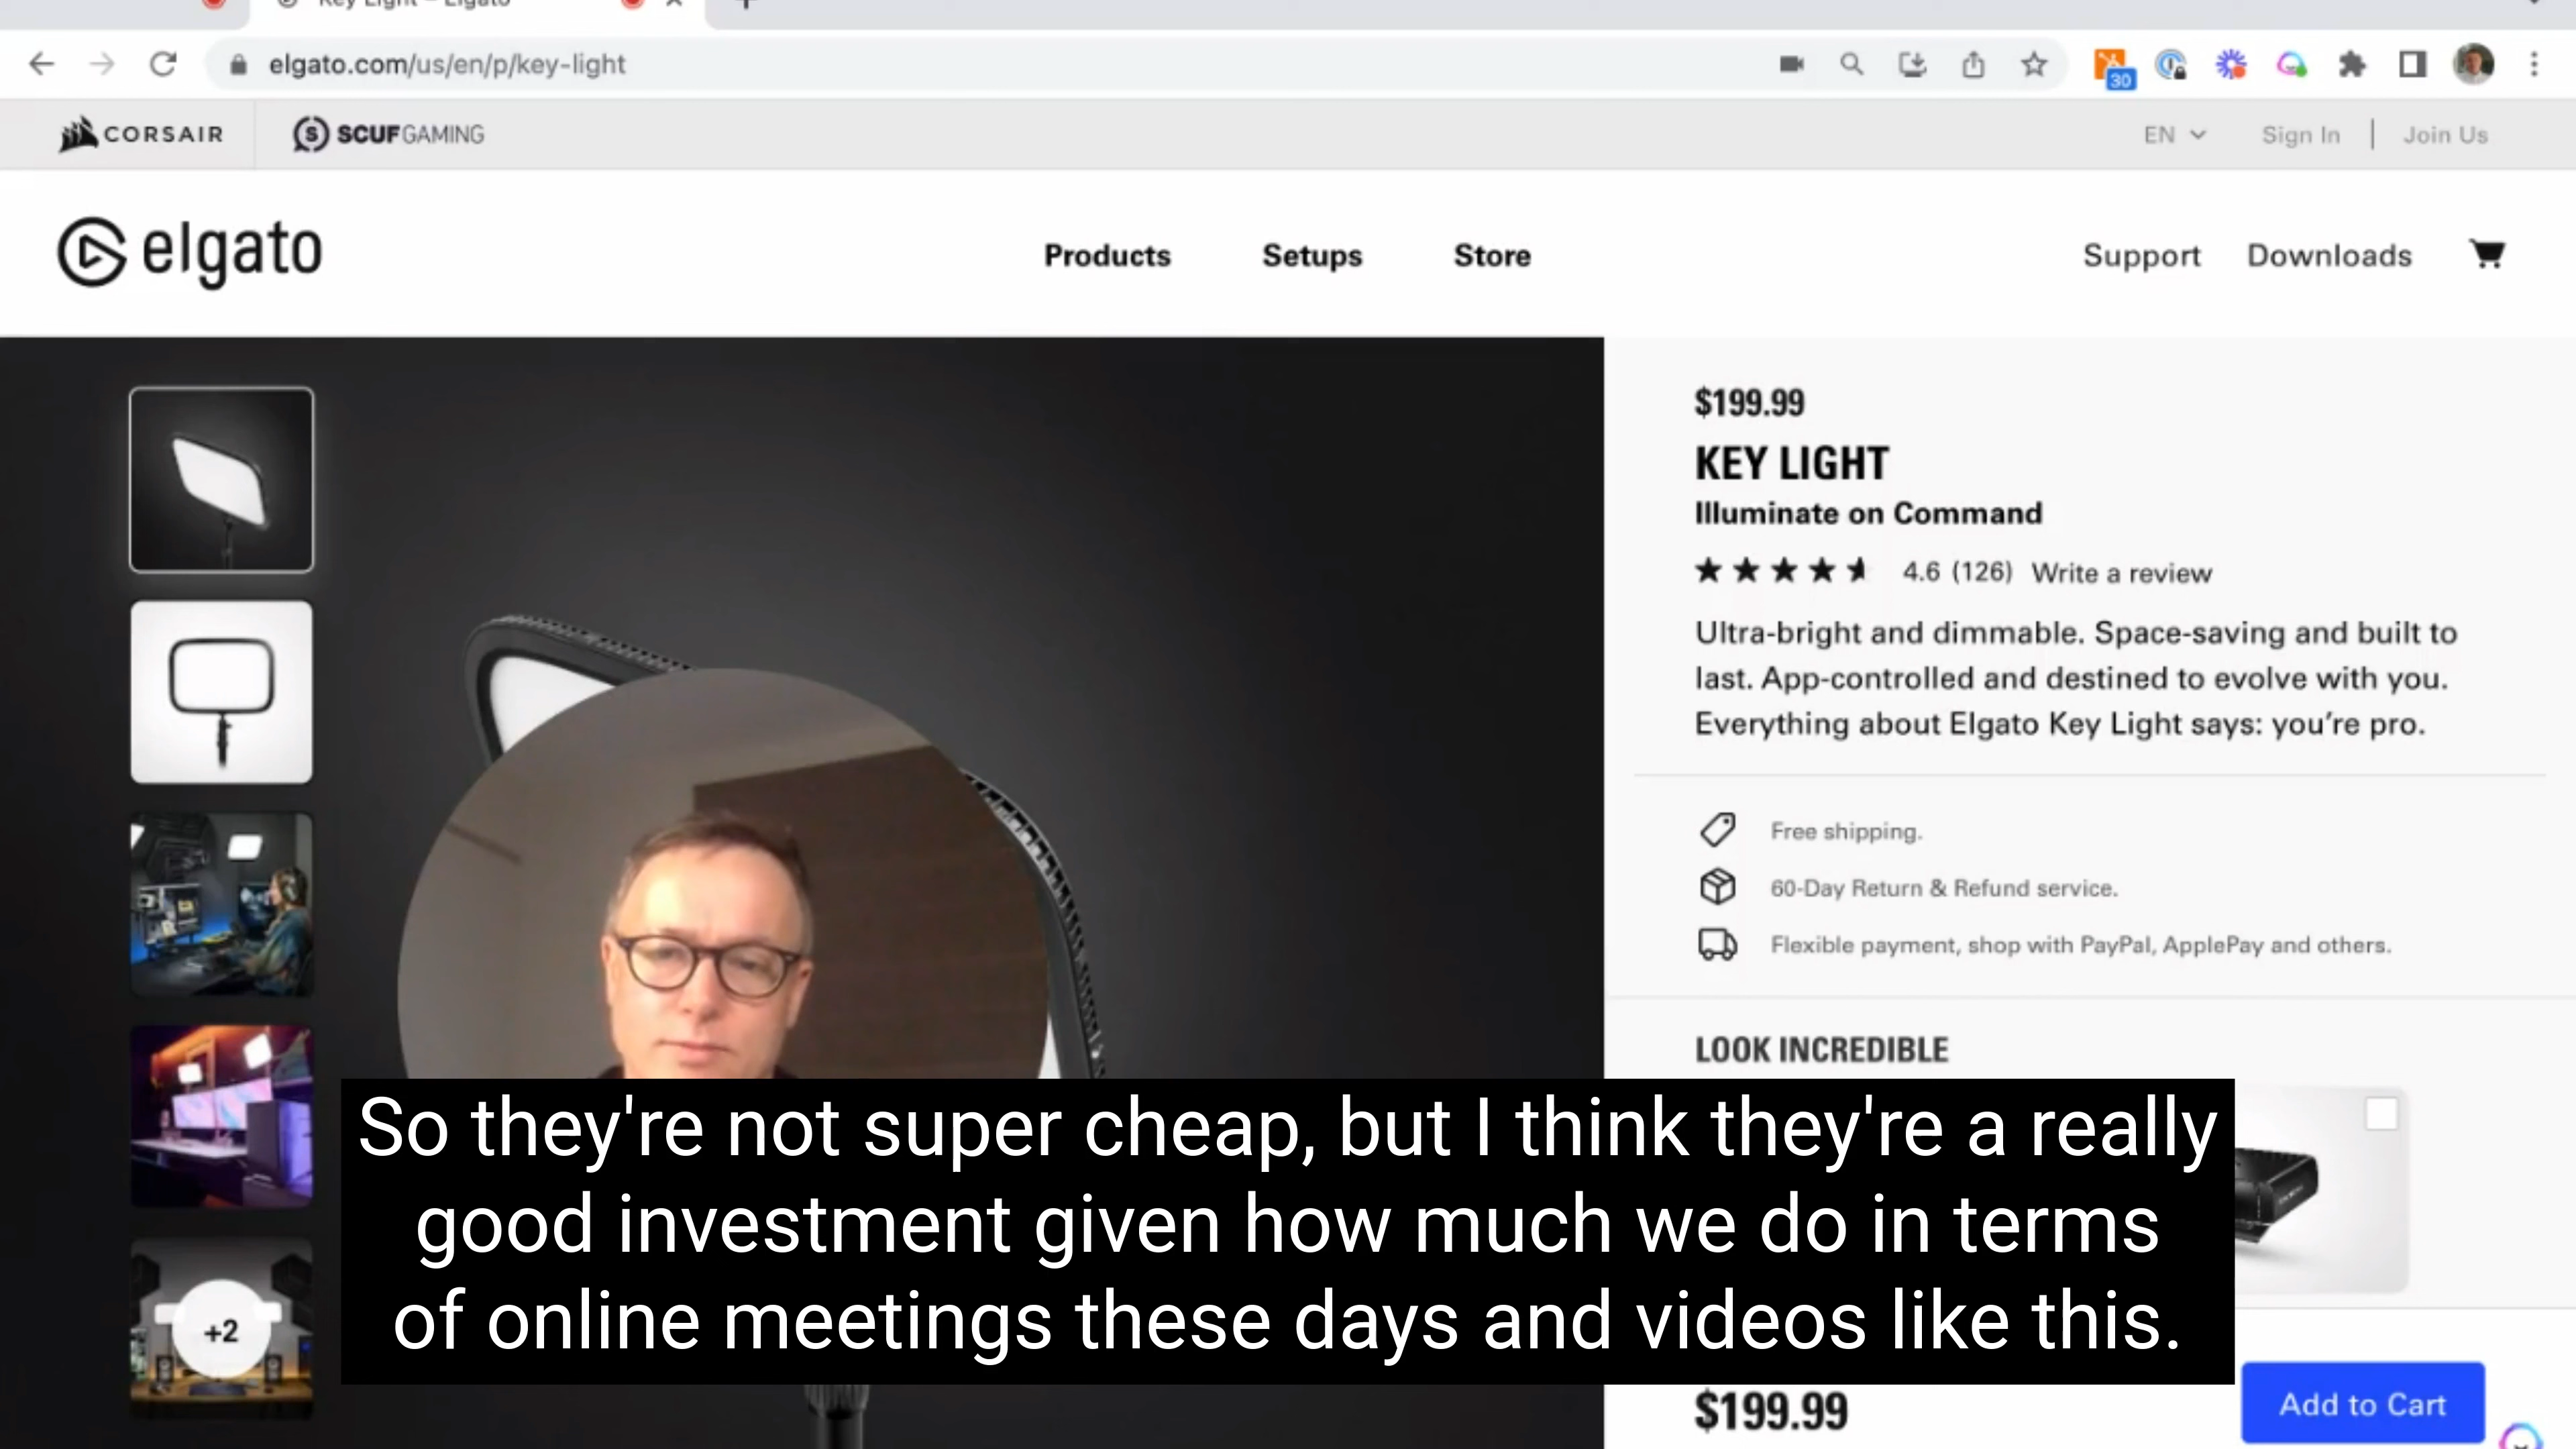 Key Light – Elgato
elgato.com/us/en/p/key-light
30
CORSAIR
SCUFGAMING
EN
Sign In | Join Us
elgato
Products
Setups
Store
Support
Downloads
$199.99
KEY LIGHT
Illuminate on Command
4.6 (126) Write a review
Ultra-bright and dimmable. Space-saving and built to
last. App-controlled and destined to evolve with you.
Everything about Elgato Key Light says: you’re pro.
Free shipping.
60-Day Return & Refund service.
Flexible payment, shop with PayPal, ApplePay and others.
LOOK INCREDIBLE
So they're not super cheap, but I think they're a really
good investment given how much we do in terms
of online meetings these days and videos like this.
+2
$199.99
Add to Cart